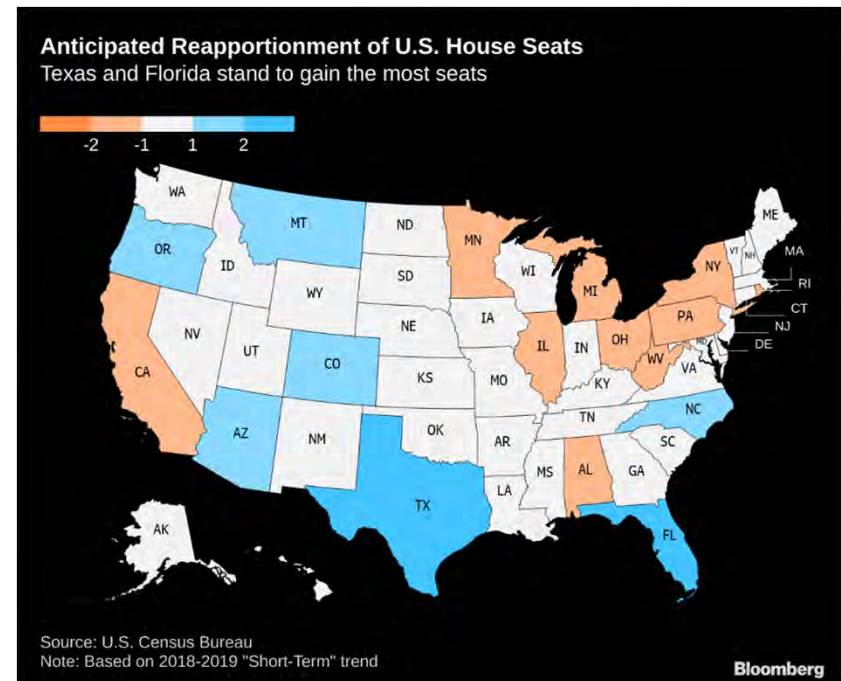 Anticipated Reapportionment of U.S. House Seats
Texas and Florida stand to gain the most seats
-2 -1 1 2
WA
ME
MT
ND
MN
VT
NH
MA
OR
NY
ID
WI
SD
MI
RI
WY
CT
PA
IA
NJ
NE
NV
OH
MD
DE
IL
IN
UT
WV
CO
VA
CA
KS
MO
KY
NC
TN
AZ
OK
NM
AR
SC
MS
AL
GA
LA
TX
AK
FL
Source: U.S. Census Bureau
Note: Based on 2018-2019 "Short-Term" trend
Bloomberg